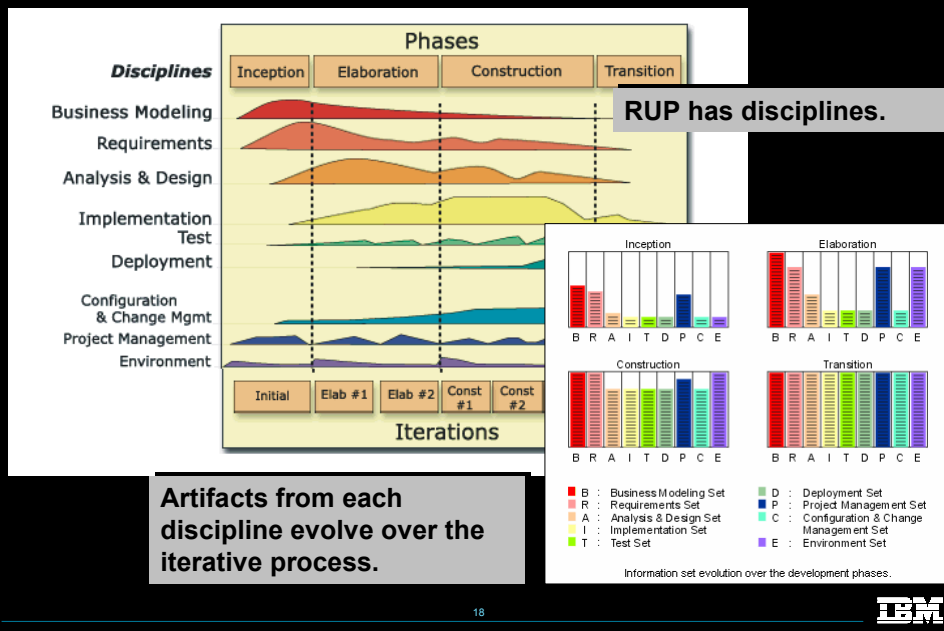 Phases
Disciplines
Inception
Elaboration
Construction
Transition
RUP has disciplines.
Business Modeling
Requirements
Analysis & Design
Implementation
Test
Deployment
Configuration
& Change Mgmt
Project Management
Environment
Initial
Elab #1
Elab #2
Const
#1
Const
#2
Iterations
Inception
B R A I T D P C E
Elaboration
B R A I T D P C E
Construction
B R A I T D P C E
Transition
B R A I T D P C E
B : Business Modeling Set
R : Requirements Set
A : Analysis & Design Set
I : Implementation Set
T : Test Set
D : Deployment Set
P : Project Management Set
C : Configuration & Change
Management Set
E : Environment Set
Information set evolution over the development phases.
Artifacts from each
discipline evolve over the
iterative process.
18
IBM